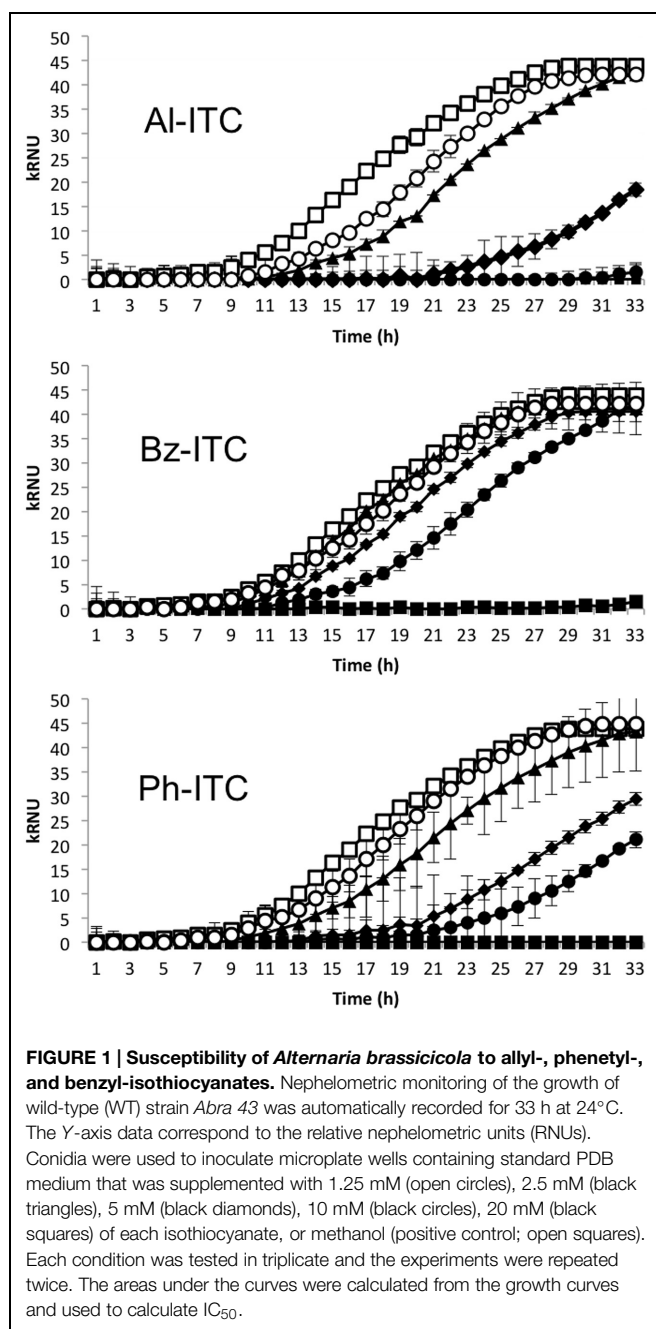 50
45
40
35
30
25
20
15
10
5
0
kRNU
Al-ITC
1 3 5 7 9 11 13 15 17 19 21 23 25 27 29 31 33
Time (h)
50
45
40
35
30
25
20
15
10
5
0
kRNU
Bz-ITC
1 3 5 7 9 11 13 15 17 19 21 23 25 27 29 31 33
Time (h)
50
45
40
35
30
25
20
15
10
5
0
kRNU
Ph-ITC
1 3 5 7 9 11 13 15 17 19 21 23 25 27 29 31 33
Time (h)
FIGURE 1 | Susceptibility of Alternaria brassicicola to allyl-, phenetyl-,
and benzyl-isothiocyanates. Nephelometric monitoring of the growth of
wild-type (WT) strain Abra 43 was automatically recorded for 33 h at 24°C.
The Y-axis data correspond to the relative nephelometric units (RNUs).
Conidia were used to inoculate microplate wells containing standard PDB
medium that was supplemented with 1.25 mM (open circles), 2.5 mM (black
triangles), 5 mM (black diamonds), 10 mM (black circles), 20 mM (black
squares) of each isothiocyanate, or methanol (positive control; open squares).
Each condition was tested in triplicate and the experiments were repeated
twice. The areas under the curves were calculated from the growth curves
and used to calculate IC50.